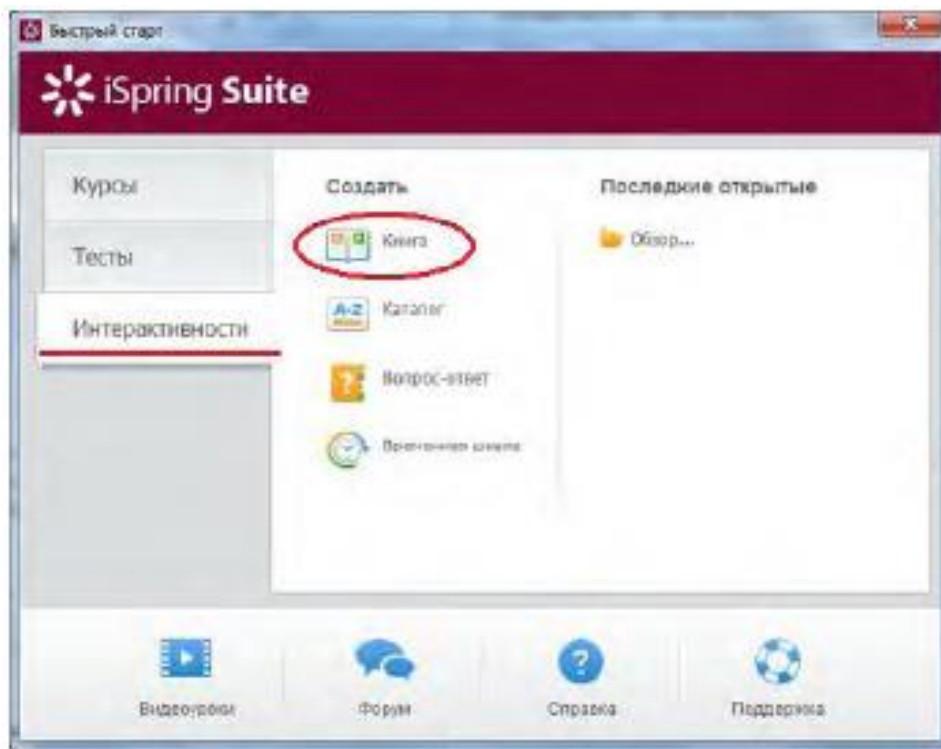 Быстрый старт
iSpring Suite
Курсы
Тесты
Интерактивности
Создать
Книга
A-Z
Каталог
Вопрос-ответ
Временная шкала
Последние открытые
Обзор...
Видеоуроки
Форум
Справка
Поддержка